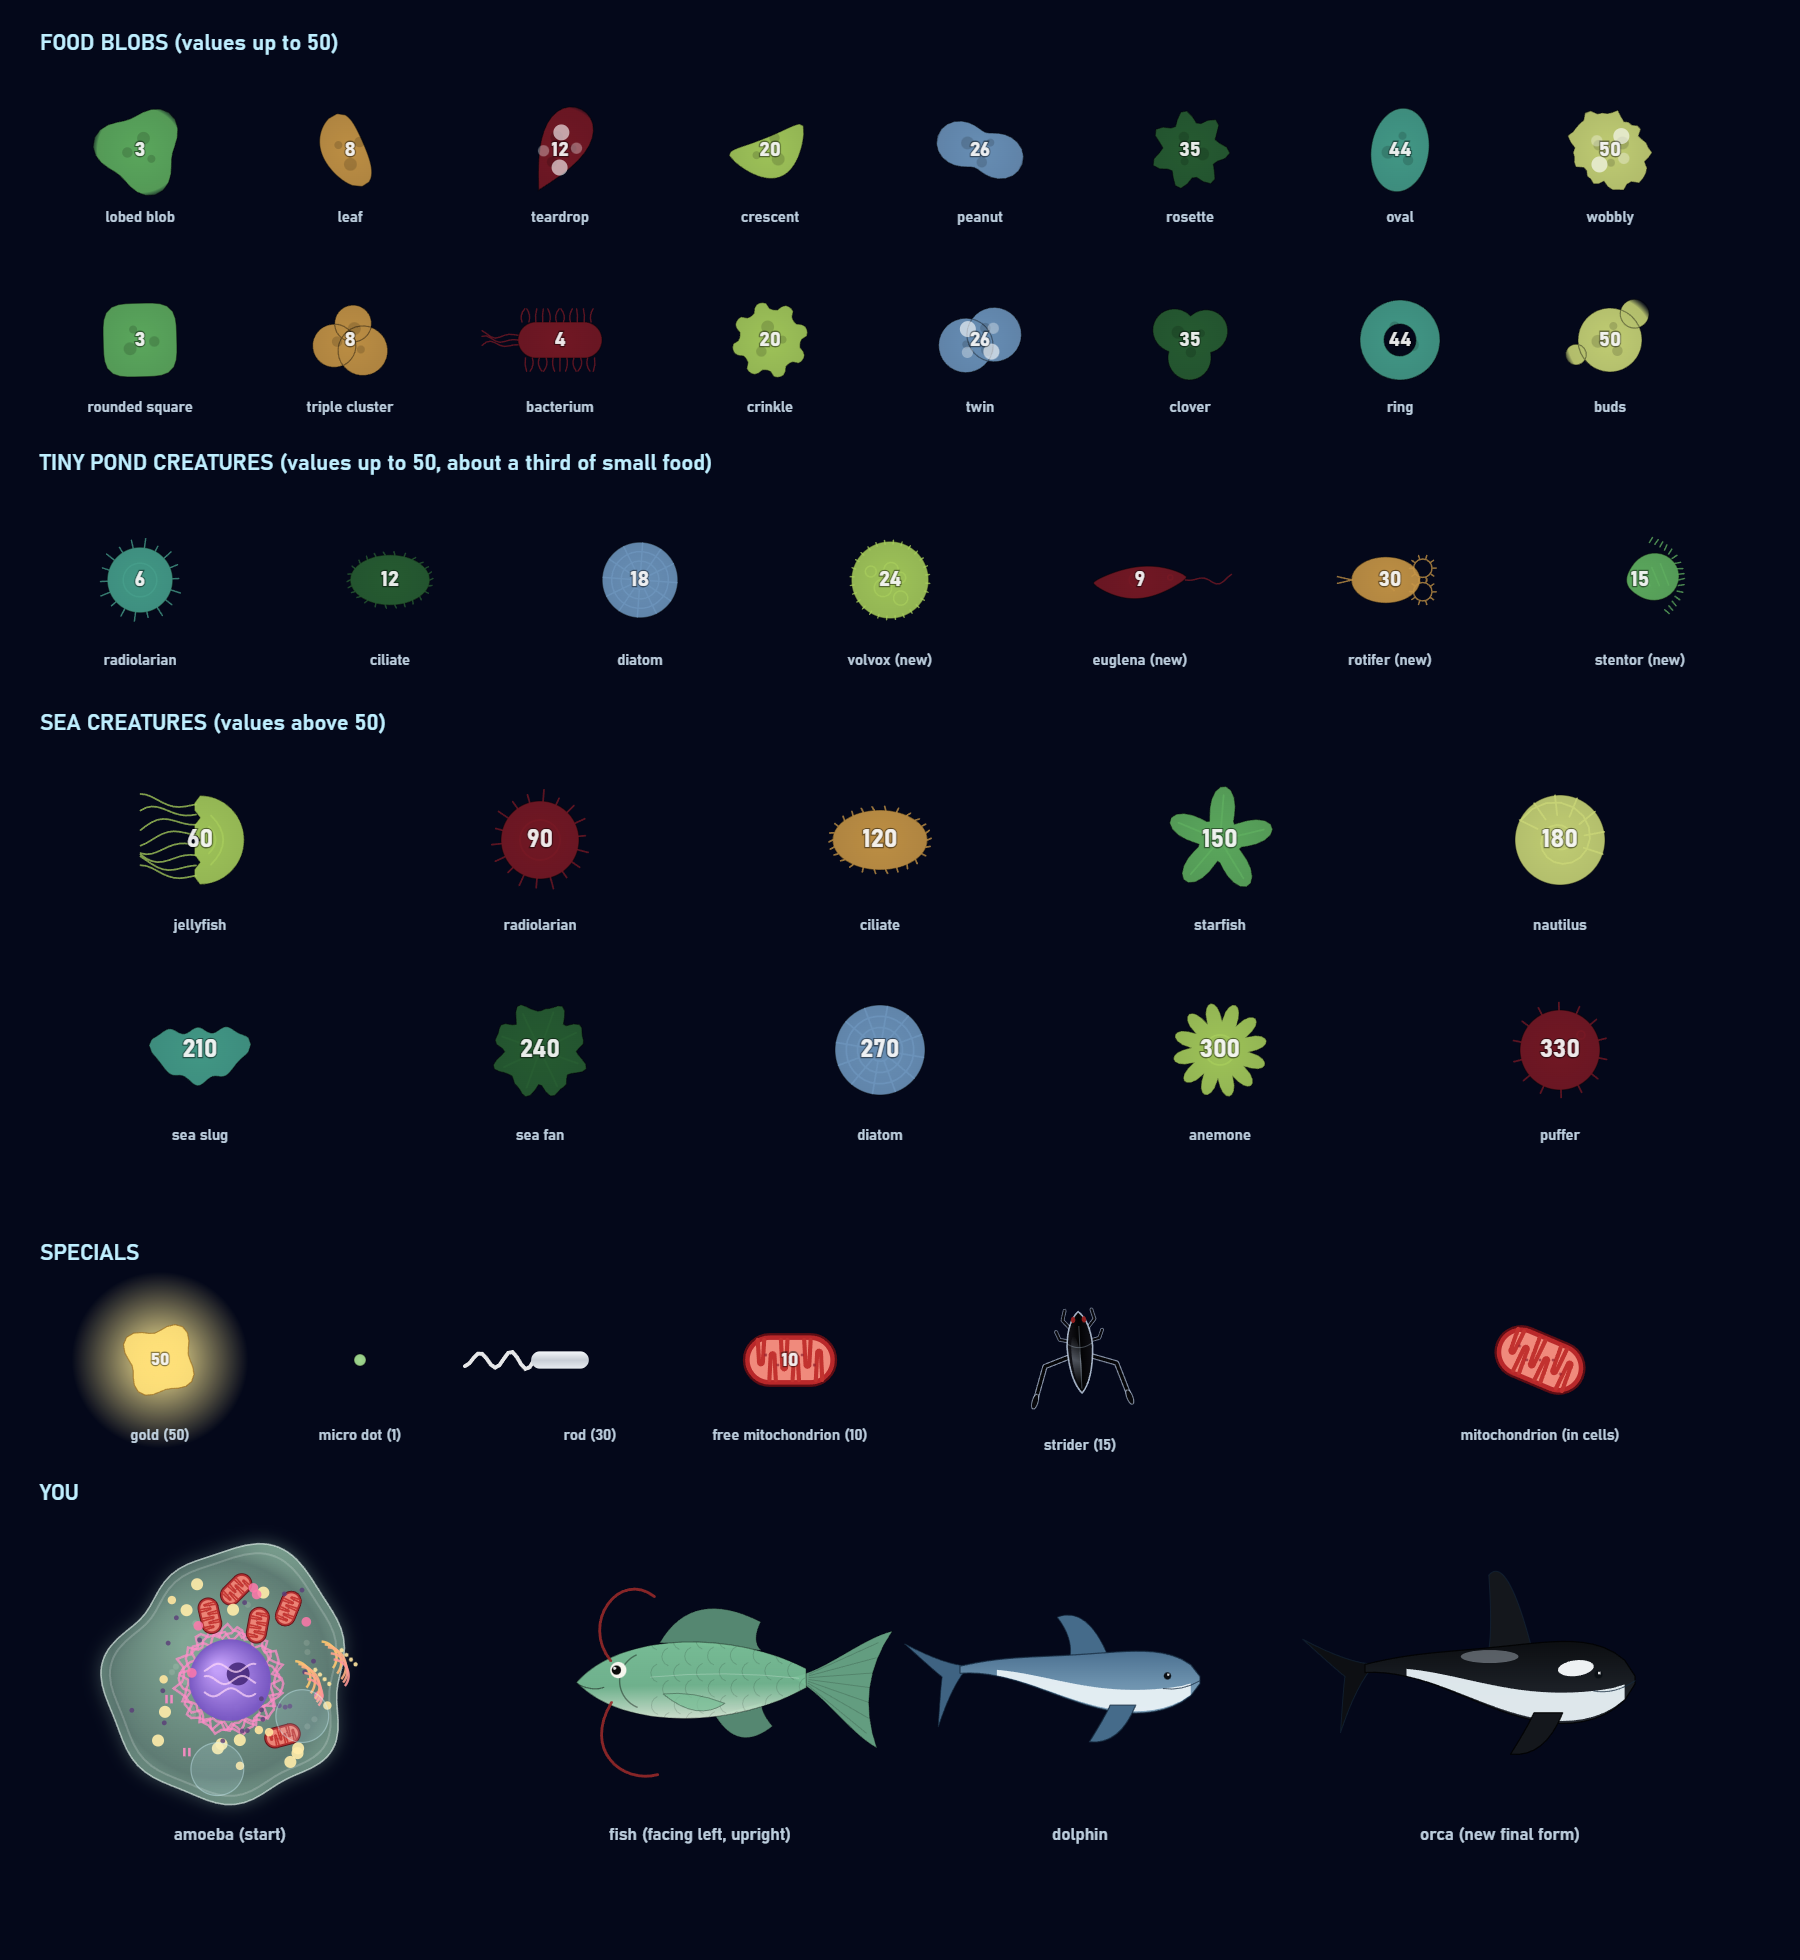 FOOD BLOBS (values up to 50)
3 8 12 20 26 35 44 50
lobed blob leaf teardrop crescent peanut rosette oval wobbly
3 8 4 20 26 35 44 50
rounded square triple cluster bacterium crinkle twin clover ring buds
TINY POND CREATURES (values up to 50, about a third of small food)
6 12 18 24 9 30 15
radiolarian ciliate diatom volvox (new) euglena (new) rotifer (new) stentor (new)
SEA CREATURES (values above 50)
60 90 120 150 180
jellyfish radiolarian ciliate starfish nautilus
210 240 270 300 330
sea slug sea fan diatom anemone puffer
SPECIALS
50 10
gold (50) micro dot (1) rod (30) free mitochondrion (10) strider (15) mitochondrion (in cells)
YOU
amoeba (start) fish (facing left, upright) dolphin orca (new final form)